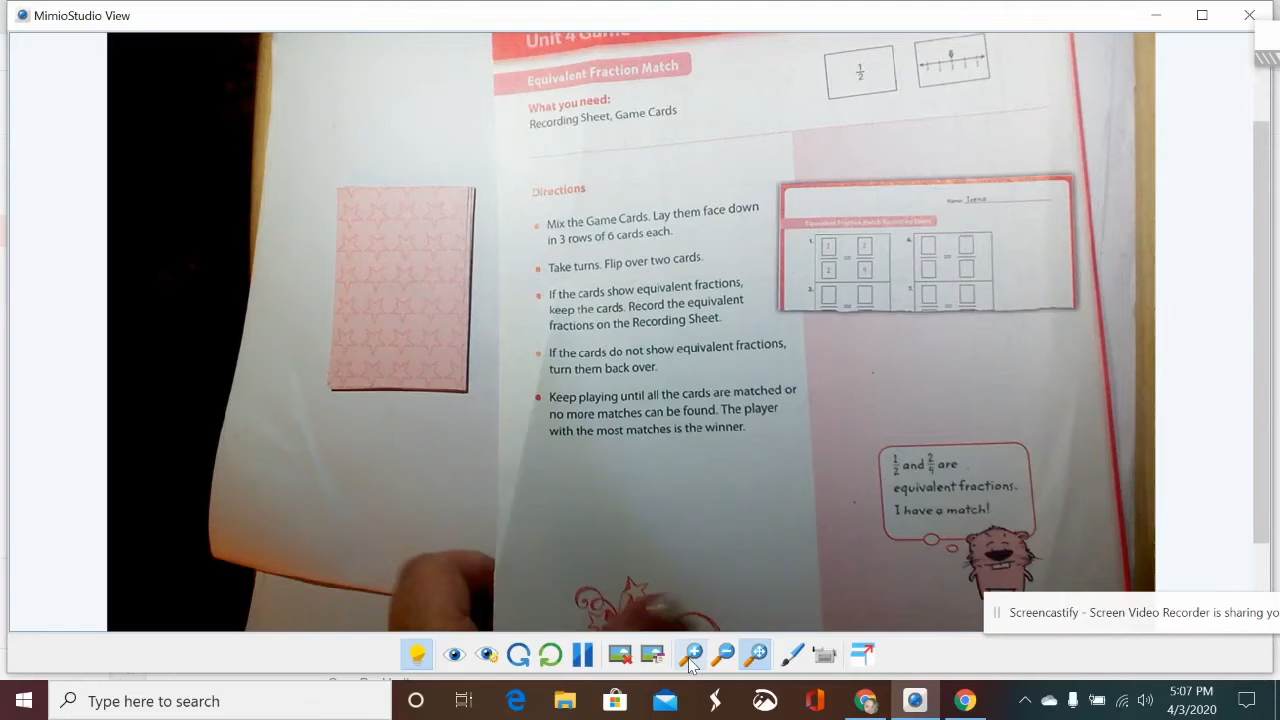 MimioStudio View
Unit 4 Game
Equivalent Fraction Match
What you need:
Recording Sheet, Game Cards
1/2
Directions
Mix the Game Cards. Lay them face down
in 3 rows of 6 cards each.
Take turns. Flip over two cards.
If the cards show equivalent fractions,
keep the cards. Record the equivalent
fractions on the Recording Sheet.
If the cards do not show equivalent fractions,
turn them back over.
Keep playing until all the cards are matched or
no more matches can be found. The player
with the most matches is the winner.
Name:
Equivalent Fraction Match Recording Sheet
1/2 and 2/4 are
equivalent fractions.
I have a match!
Screencastify - Screen Video Recorder is sharing yo
Type here to search
5:07 PM
4/3/2020